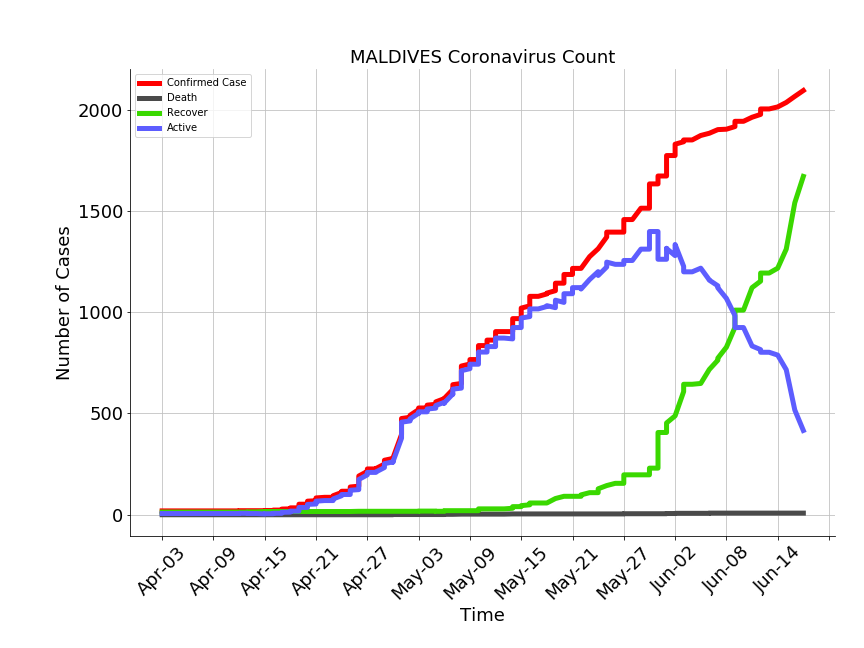 MALDIVES Coronavirus Count
Confirmed Case
Death
Recover
Active
Number of Cases
2000
1500
1000
500
0
Apr-03
Apr-09
Apr-15
Apr-21
Apr-27
May-03
May-09
May-15
May-21
May-27
Jun-02
Jun-08
Jun-14
Time